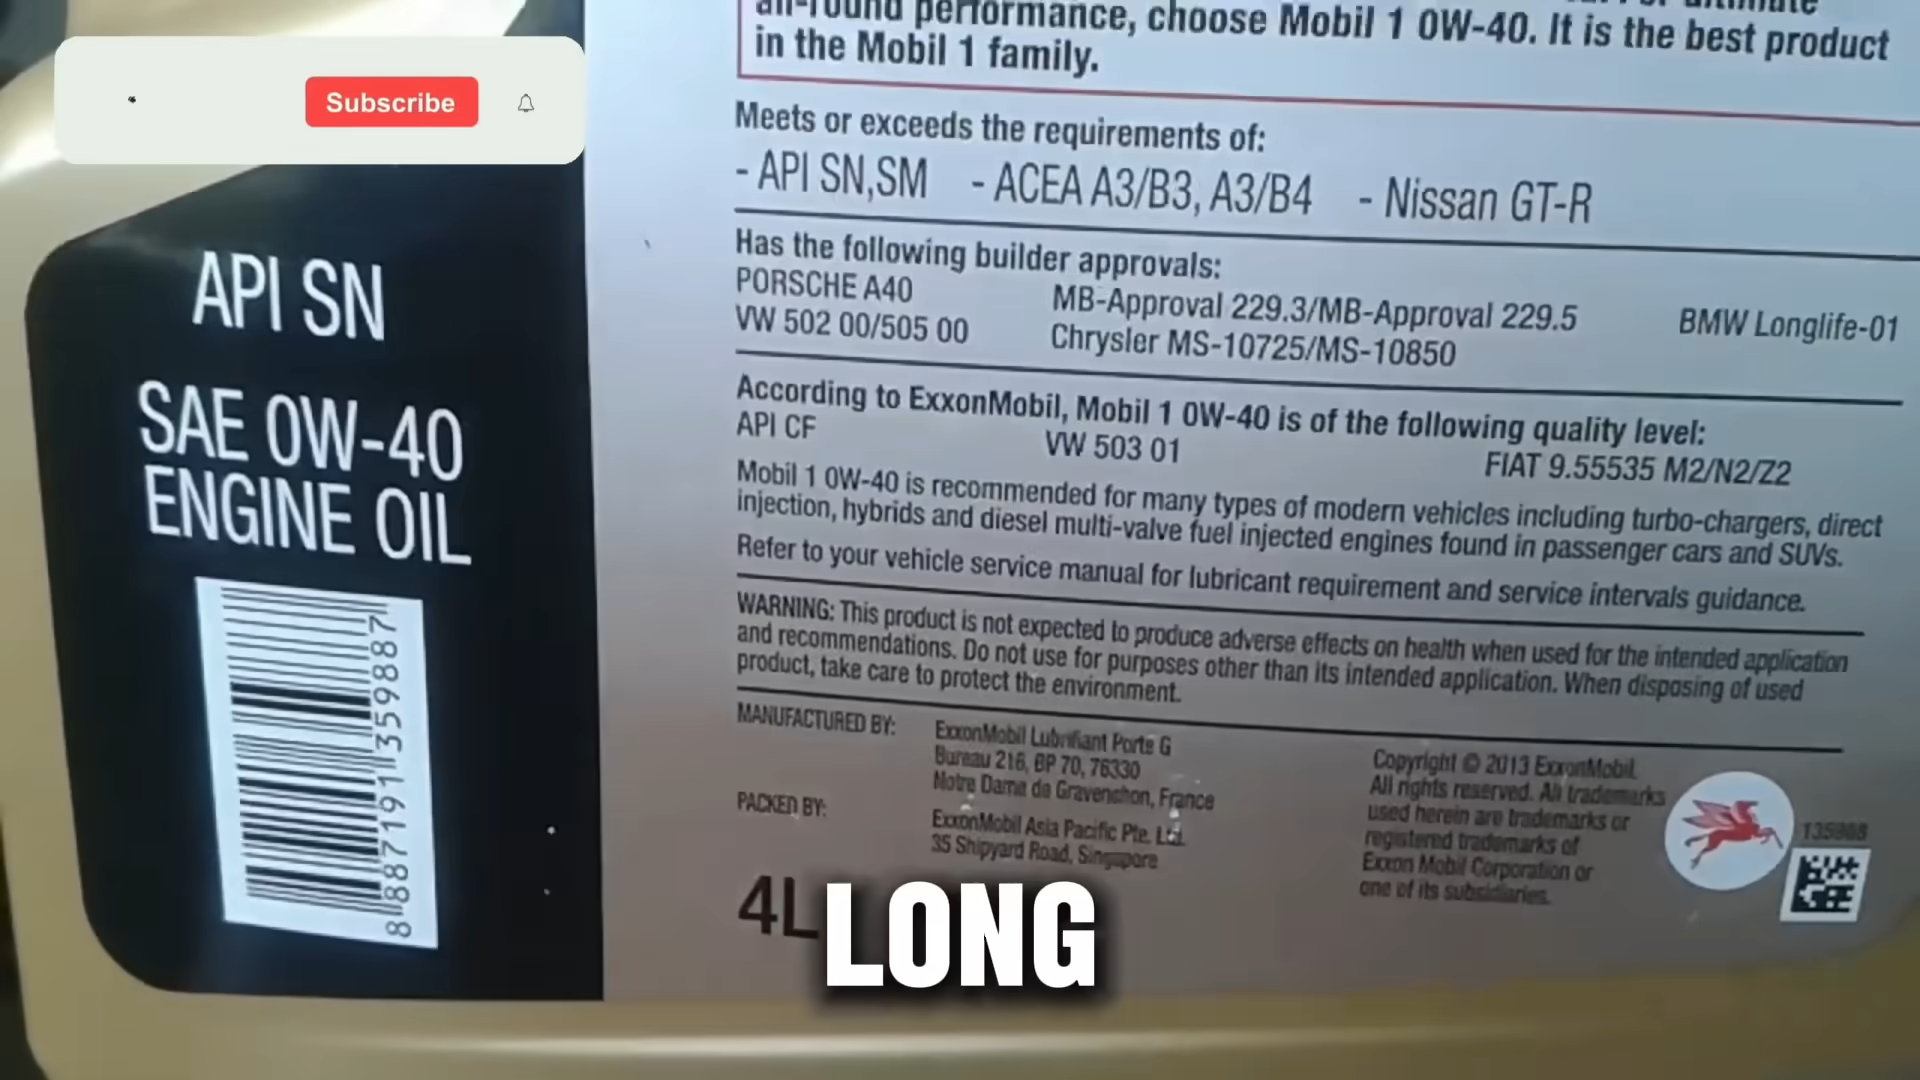 Subscribe
all-round performance, choose Mobil 1 0W-40. It is the best product
in the Mobil 1 family.
Meets or exceeds the requirements of:
- API SN,SM - ACEA A3/B3, A3/B4 - Nissan GT-R
Has the following builder approvals:
PORSCHE A40 MB-Approval 229.3/MB-Approval 229.5 BMW Longlife-01
VW 502 00/505 00 Chrysler MS-10725/MS-10850
According to ExxonMobil, Mobil 1 0W-40 is of the following quality level:
API CF VW 503 01 FIAT 9.55535 M2/N2/Z2
Mobil 1 0W-40 is recommended for many types of modern vehicles including turbo-chargers, direct
injection, hybrids and diesel multi-valve fuel injected engines found in passenger cars and SUVs.
Refer to your vehicle service manual for lubricant requirement and service intervals guidance.
WARNING: This product is not expected to produce adverse effects on health when used for the intended application
and recommendations. Do not use for purposes other than its intended application. When disposing of used
product, take care to protect the environment.
MANUFACTURED BY: ExxonMobil Lubrifiant Porte G
Bureau 216, BP 70, 76330
Notre Dame de Gravenchon, France
PACKED BY: ExxonMobil Asia Pacific Pte. Ltd.
35 Shipyard Road, Singapore
Copyright © 2013 ExxonMobil.
All rights reserved. All trademarks
used herein are trademarks or
registered trademarks of
Exxon Mobil Corporation or
one of its subsidiaries.
4L
API SN
SAE 0W-40
ENGINE OIL
8 887191 359887
LONG